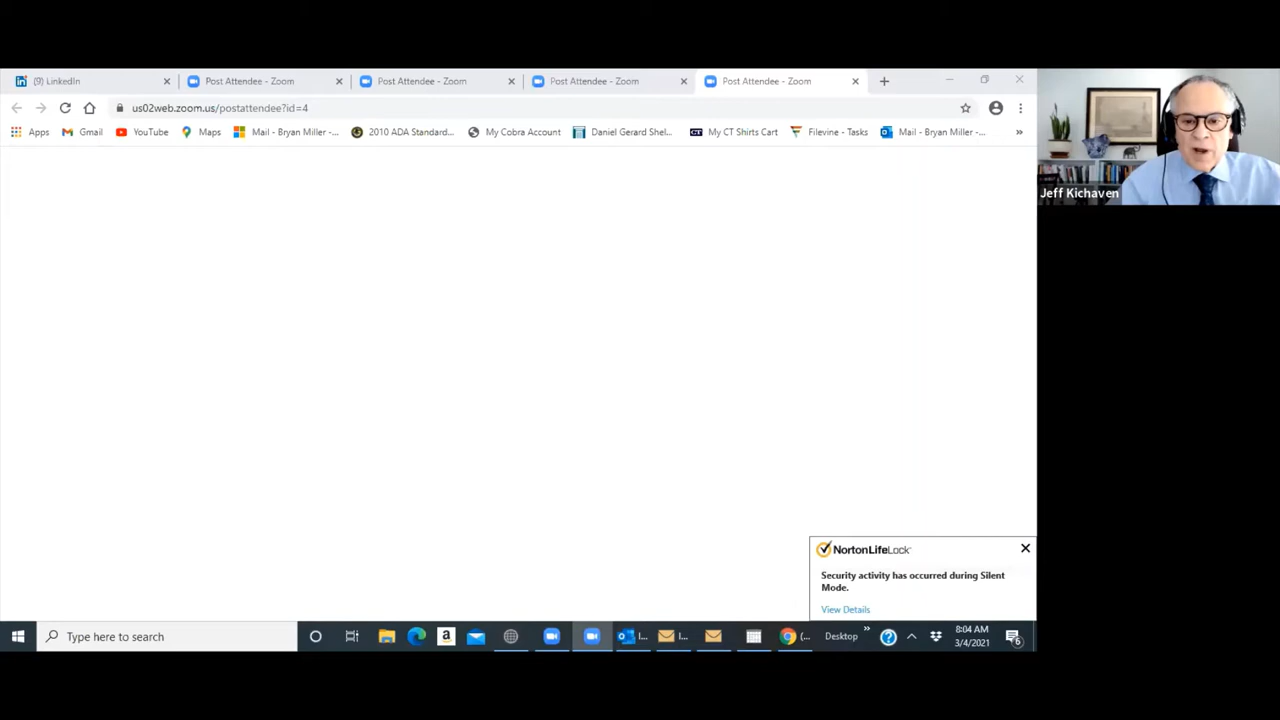 (9) LinkedIn
Post Attendee - Zoom
Post Attendee - Zoom
Post Attendee - Zoom
Post Attendee - Zoom
us02web.zoom.us/postattendee?id=4
Apps
Gmail
YouTube
Maps
Mail - Bryan Miller -...
2010 ADA Standard...
My Cobra Account
Daniel Gerard Shel...
CT My CT Shirts Cart
Filevine - Tasks
Mail - Bryan Miller -...
Jeff Kichaven
NortonLifeLock
Security activity has occurred during Silent
Mode.
View Details
Type here to search
a
I...
I...
(...
Desktop
8:04 AM
3/4/2021
6